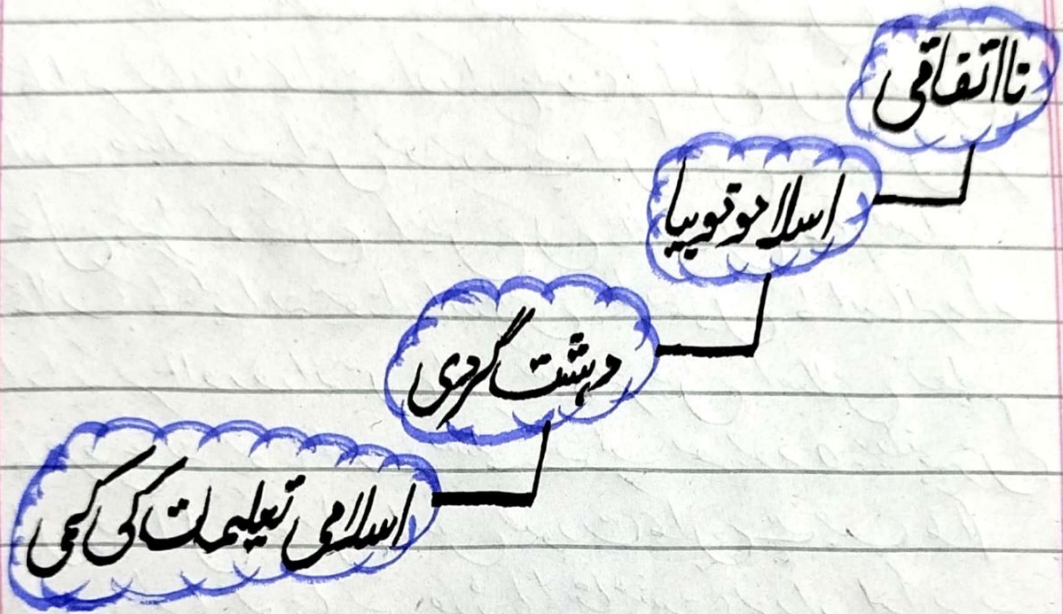 نااتفاقی
اسلاموفوبیا
دہشت گردی
اسلامی تعلیمات کی کمی